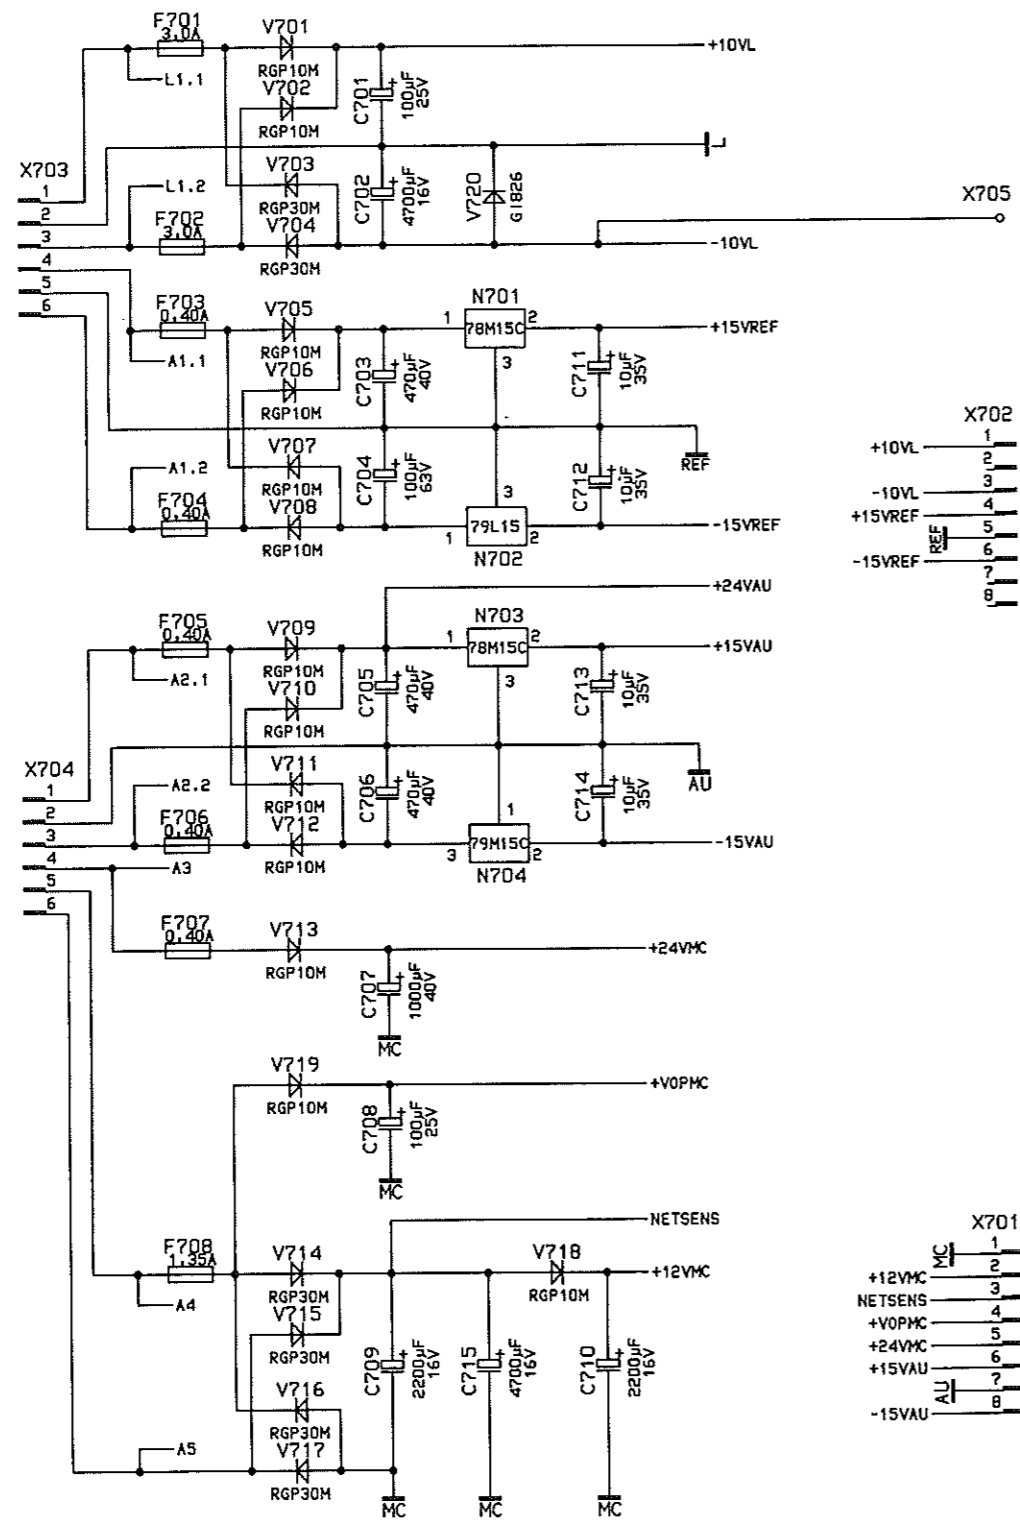 F701
3.0A
V701
RGP10M
+10VL
L1.1
V702
RGP10M
C701
+
100µF
25V
X703
1
2
3
4
5
6
V703
RGP30M
L1.2
C702
+
4700µF
16V
V720
GI826
X705
F702
3.0A
V704
RGP30M
-10VL
F703
0,40A
V705
RGP10M
N701
1
78M15C
2
3
+15VREF
A1.1
V706
RGP10M
C703
+
470µF
40V
C711
+
10µF
35V
REF
V707
RGP10M
A1.2
C704
+
100µF
63V
C712
+
10µF
35V
F704
0,40A
V708
RGP10M
3
79L15
1
2
N702
-15VREF
X702
+10VL
1
2
-10VL
3
+15VREF
4
REF
5
-15VREF
6
7
8
+24VAU
F705
0,40A
V709
RGP10M
N703
1
78M15C
2
3
+15VAU
A2.1
V710
RGP10M
C705
+
470µF
40V
C713
+
10µF
35V
AU
X704
1
2
3
4
5
6
V711
RGP10M
A2.2
C706
+
470µF
40V
C714
+
10µF
35V
F706
0,40A
V712
RGP10M
1
3
79M15C
2
N704
-15VAU
A3
F707
0,40A
V713
RGP10M
+24VMC
C707
+
1000µF
40V
MC
V719
RGP10M
+VOPMC
C708
+
100µF
25V
MC
NETSENS
F708
1,35A
V714
RGP30M
+12VMC
V718
RGP10M
A4
V715
RGP30M
C709
+
2200µF
16V
C715
+
4700µF
16V
C710
+
2200µF
16V
V716
RGP30M
A5
V717
RGP30M
MC
MC
MC
X701
MC
1
+12VMC
2
NETSENS
3
+VOPMC
4
+24VMC
5
+15VAU
6
AU
7
-15VAU
8